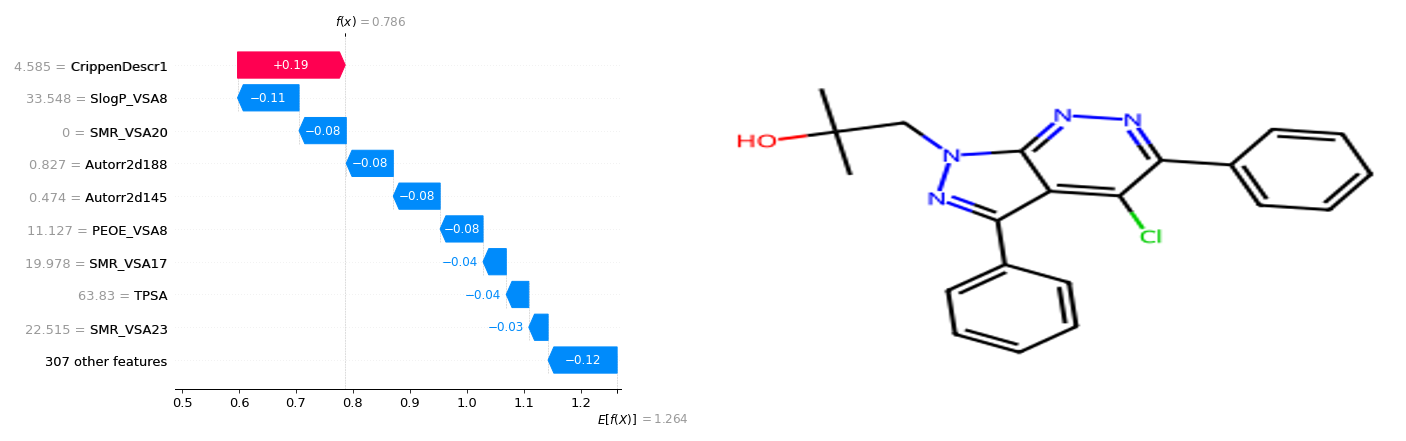 f(x) = 0.786
4.585 = CrippenDescr1
+0.19
33.548 = SlogP_VSA8
−0.11
0 = SMR_VSA20
−0.08
0.827 = Autorr2d188
−0.08
0.474 = Autorr2d145
−0.08
11.127 = PEOE_VSA8
−0.08
19.978 = SMR_VSA17
−0.04
63.83 = TPSA
−0.04
22.515 = SMR_VSA23
−0.03
307 other features
−0.12
0.5 0.6 0.7 0.8 0.9 1.0 1.1 1.2
E[f(X)] = 1.264
N
N
HO
N
N
Cl